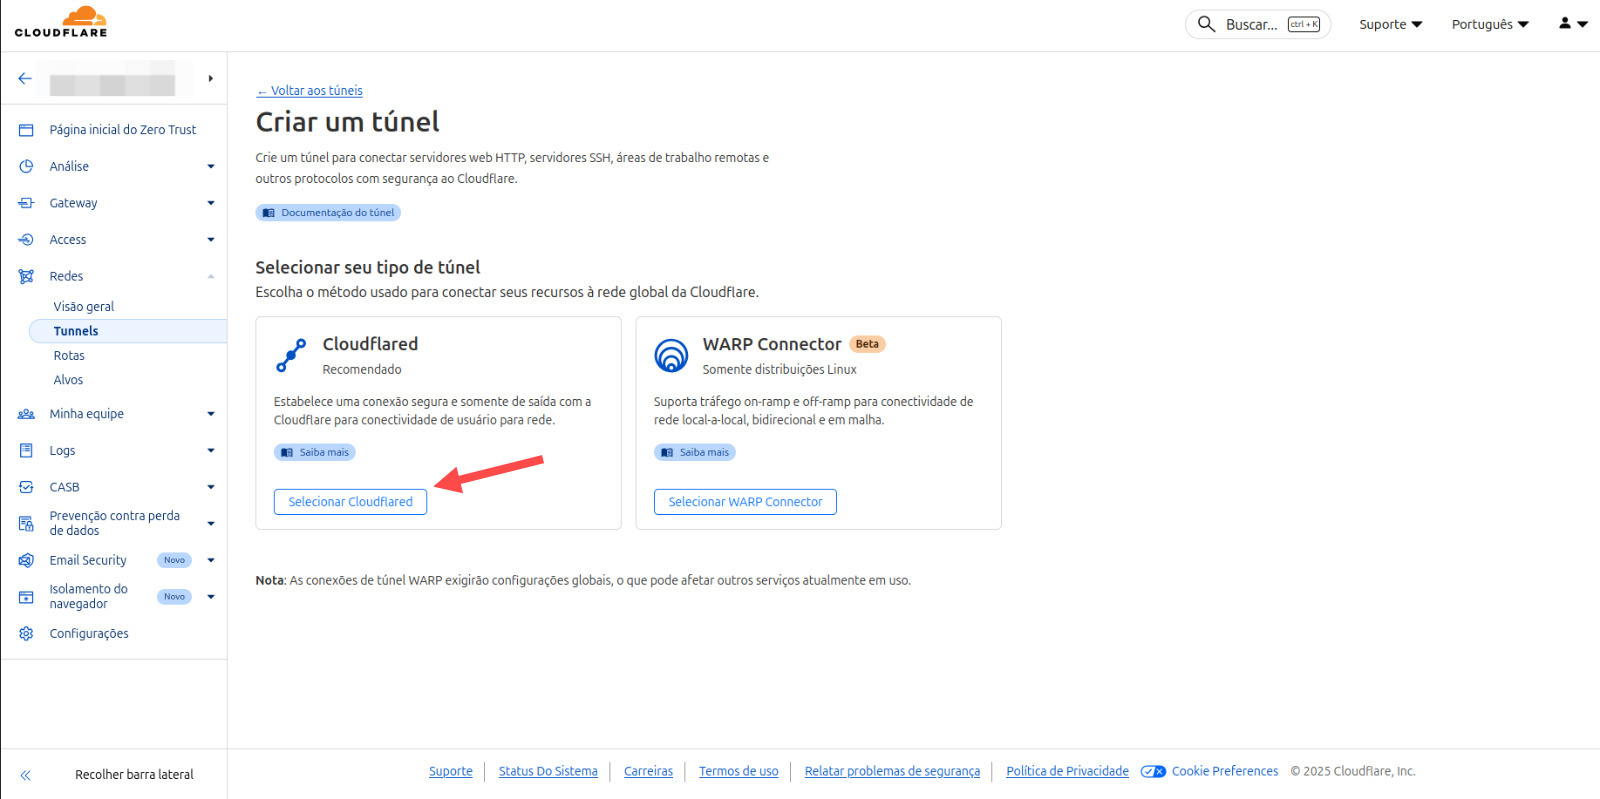 CLOUDFLARE
Buscar... ctrl + K
Suporte
Português
Página inicial do Zero Trust
Análise
Gateway
Access
Redes
Visão geral
Tunnels
Rotas
Alvos
Minha equipe
Logs
CASB
Prevenção contra perda
de dados
Email Security Novo
Isolamento do
navegador Novo
Configurações
Recolher barra lateral
← Voltar aos túneis
Criar um túnel
Crie um túnel para conectar servidores web HTTP, servidores SSH, áreas de trabalho remotas e
outros protocolos com segurança ao Cloudflare.
Documentação do túnel
Selecionar seu tipo de túnel
Escolha o método usado para conectar seus recursos à rede global da Cloudflare.
Cloudflared
Recomendado
Estabelece uma conexão segura e somente de saída com a
Cloudflare para conectividade de usuário para rede.
Saiba mais
Selecionar Cloudflared
WARP Connector Beta
Somente distribuições Linux
Suporta tráfego on-ramp e off-ramp para conectividade de
rede local-a-local, bidirecional e em malha.
Saiba mais
Selecionar WARP Connector
Nota: As conexões de túnel WARP exigirão configurações globais, o que pode afetar outros serviços atualmente em uso.
Suporte
Status Do Sistema
Carreiras
Termos de uso
Relatar problemas de segurança
Política de Privacidade
Cookie Preferences
© 2025 Cloudflare, Inc.